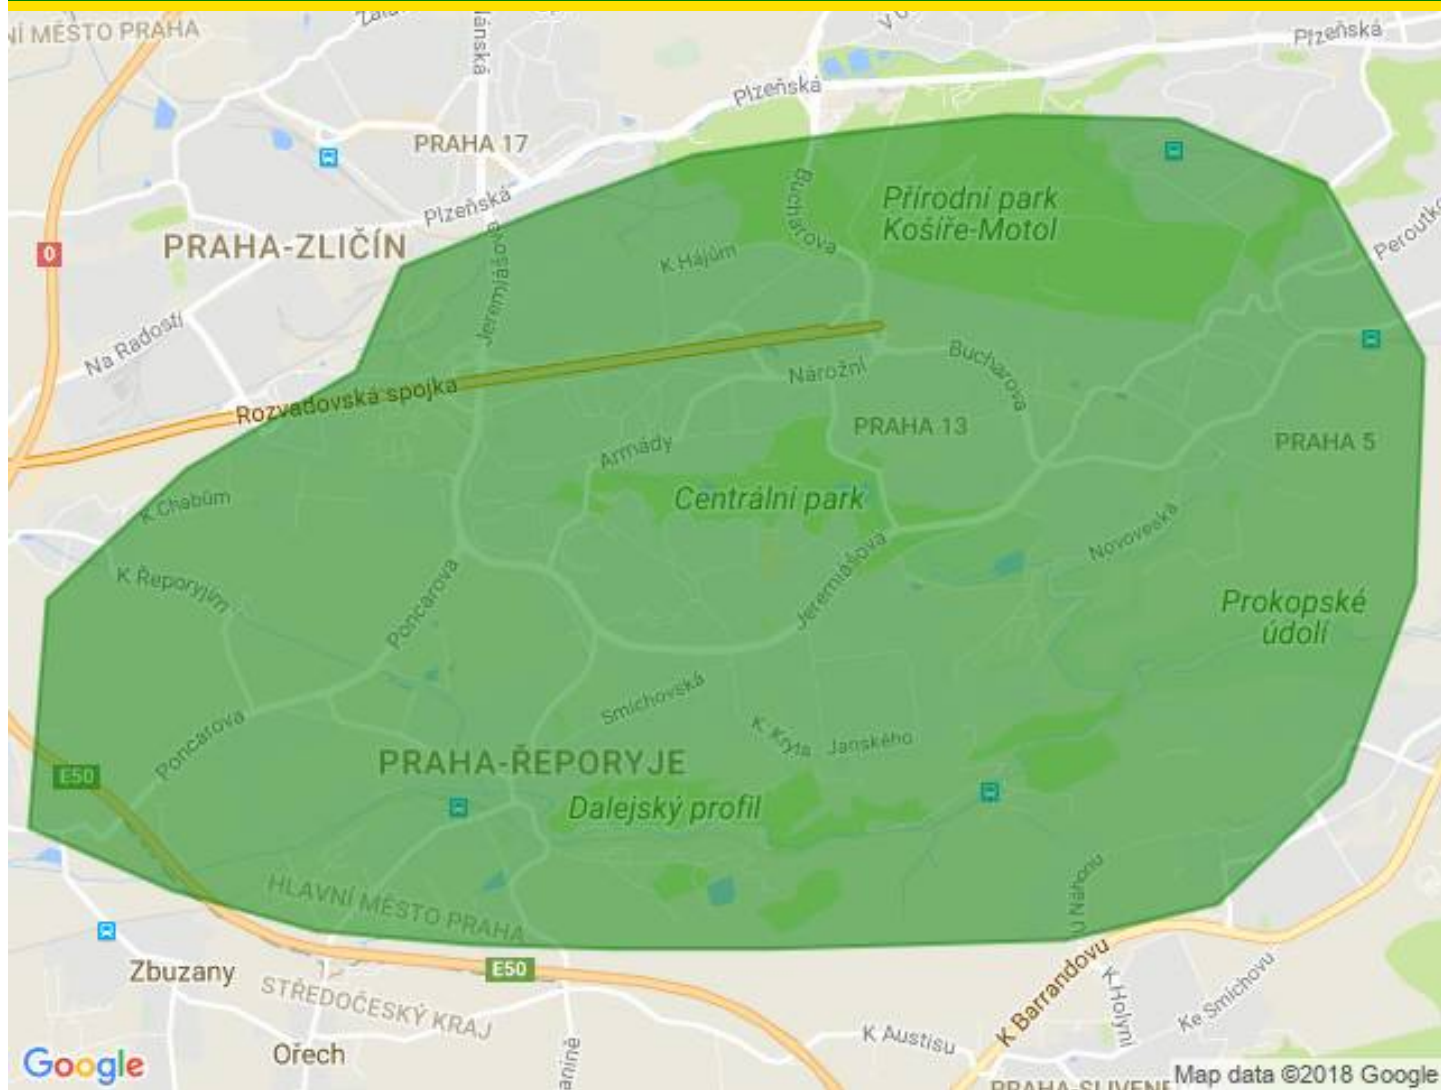 NÍ MĚSTO PRAHA
Plzeňská
Plzeňská
PRAHA 17
Bucharova
Přírodní park
Košíře-Motol
Plzeňská
PRAHA-ZLIČÍN
K Hájům
Jeremiášova
Na Radosti
Bucharova
Nárožní
Rozvadovská spojka
PRAHA 13
PRAHA 5
Armády
Centrální park
K Chabům
Novoveská
Jeremiášova
K Řeporyjím
Poncarova
Prokopské
údolí
Smíchovská
Poncarova
K Krytu
Janského
PRAHA-ŘEPORYJE
E50
Dalejský profil
HLAVNÍ MĚSTO PRAHA
U Náhonu
Zbuzany
E50
STŘEDOČESKÝ KRAJ
K Barrandovu
K Holyni
Ke Smíchovu
K Austisu
Ořech
Google
Map data ©2018 Google